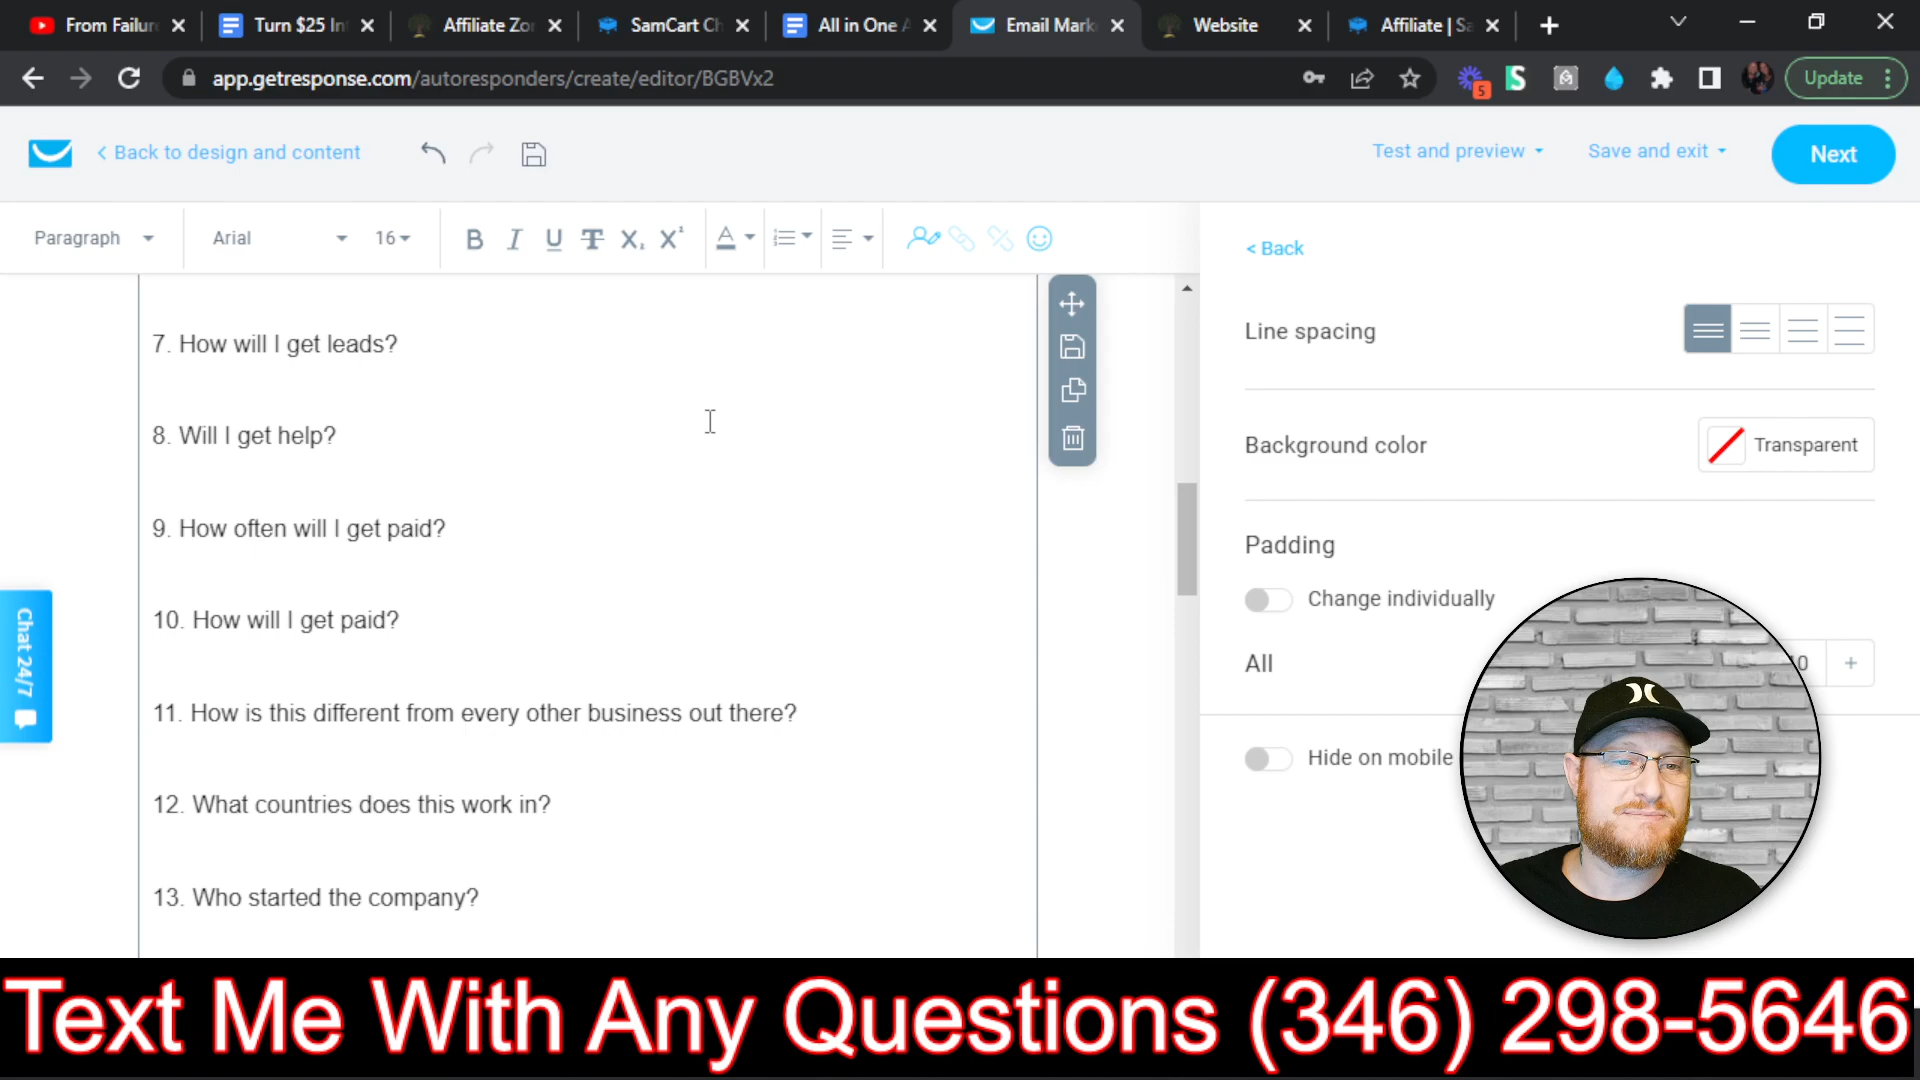 From Failur
Turn $25 In
Affiliate Zo
SamCart Ch
All in One A
Email Mark
Website
Affiliate | Sa
app.getresponse.com/autoresponders/create/editor/BGBVx2
5
Update
< Back to design and content
Test and preview
Save and exit
Next
Paragraph
Arial
16
B I U T X X A
< Back
7. How will I get leads?
Line spacing
8. Will I get help?
Background color
Transparent
9. How often will I get paid?
Padding
Change individually
10. How will I get paid?
All
10
+
Chat 24/7
11. How is this different from every other business out there?
Hide on mobile
12. What countries does this work in?
13. Who started the company?
Text Me With Any Questions (346) 298-5646